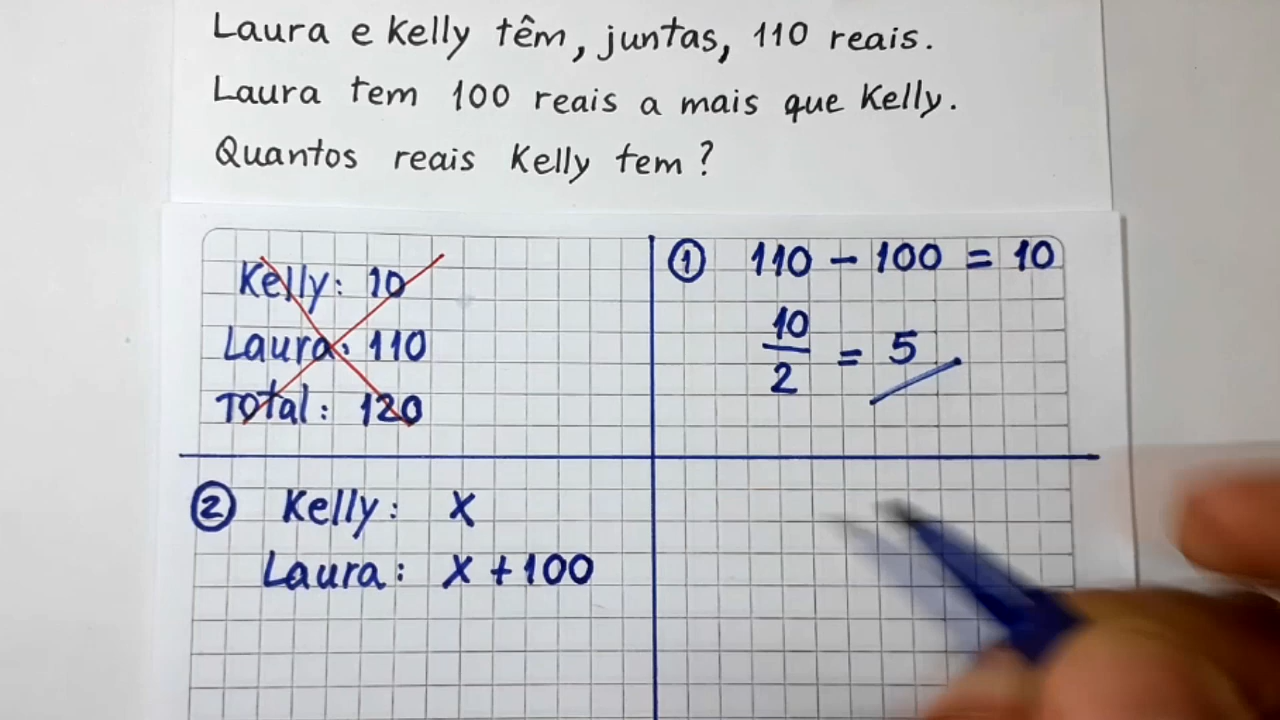 Laura e Kelly têm, juntas, 110 reais.
Laura tem 100 reais a mais que Kelly.
Quantos reais Kelly tem?
Kelly: 10
Laura: 110
Total: 120
① 110 - 100 = 10
10/2 = 5
② Kelly: x
Laura: x + 100